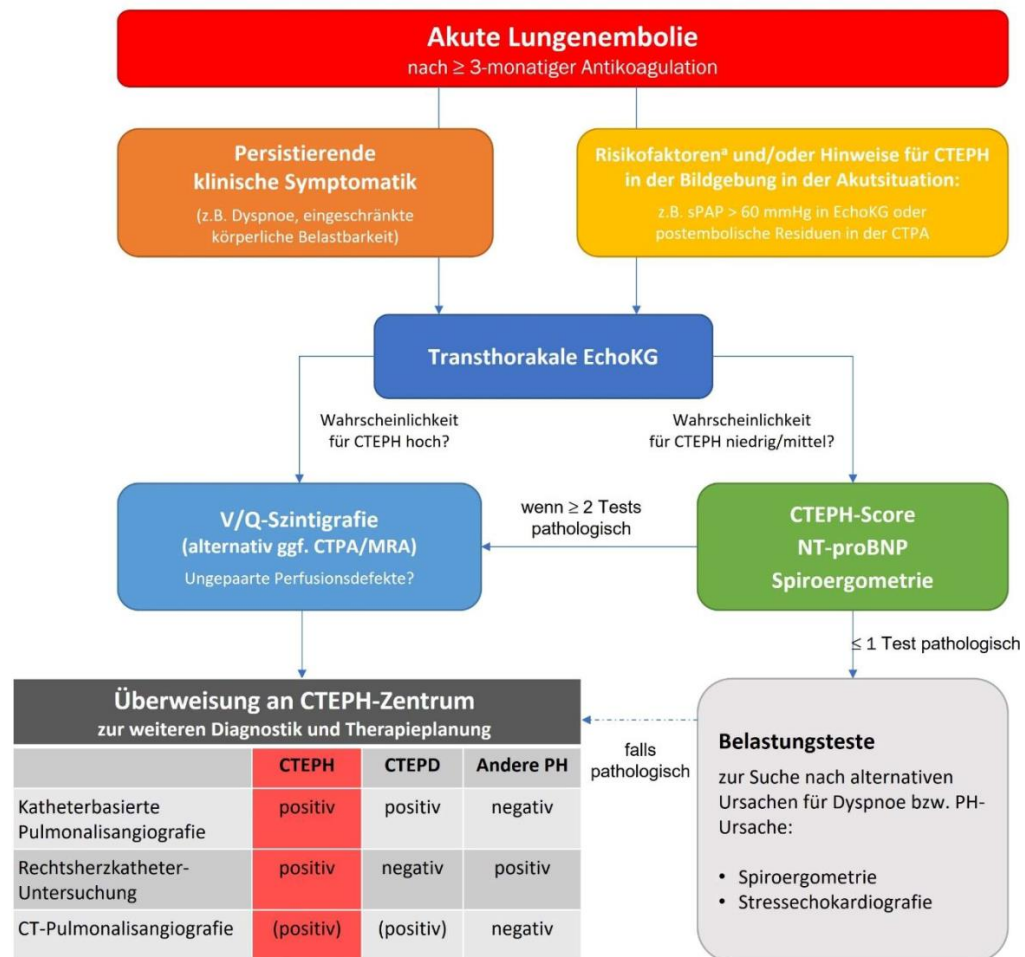 Akute Lungenembolie
nach ≥ 3-monatiger Antikoagulation
Persistierende
klinische Symptomatik
(z.B. Dyspnoe, eingeschränkte
körperliche Belastbarkeit)
Risikofaktorenª und/oder Hinweise für CTEPH
in der Bildgebung in der Akutsituation:
z.B. sPAP > 60 mmHg in EchoKG oder
postembolische Residuen in der CTPA
Transthorakale EchoKG
Wahrscheinlichkeit
für CTEPH hoch?
Wahrscheinlichkeit
für CTEPH niedrig/mittel?
V/Q-Szintigrafie
(alternativ ggf. CTPA/MRA)
Ungepaarte Perfusionsdefekte?
wenn ≥ 2 Tests
pathologisch
CTEPH-Score
NT-proBNP
Spiroergometrie
≤ 1 Test pathologisch
Überweisung an CTEPH-Zentrum
zur weiteren Diagnostik und Therapieplanung
CTEPH CTEPD Andere PH
Katheterbasierte
Pulmonalisangiografie positiv positiv negativ
Rechtsherzkatheter-
Untersuchung positiv negativ positiv
CT-Pulmonalisangiografie (positiv) (positiv) negativ
falls
pathologisch
Belastungsteste
zur Suche nach alternativen
Ursachen für Dyspnoe bzw. PH-
Ursache:
• Spiroergometrie
• Stressechokardiografie